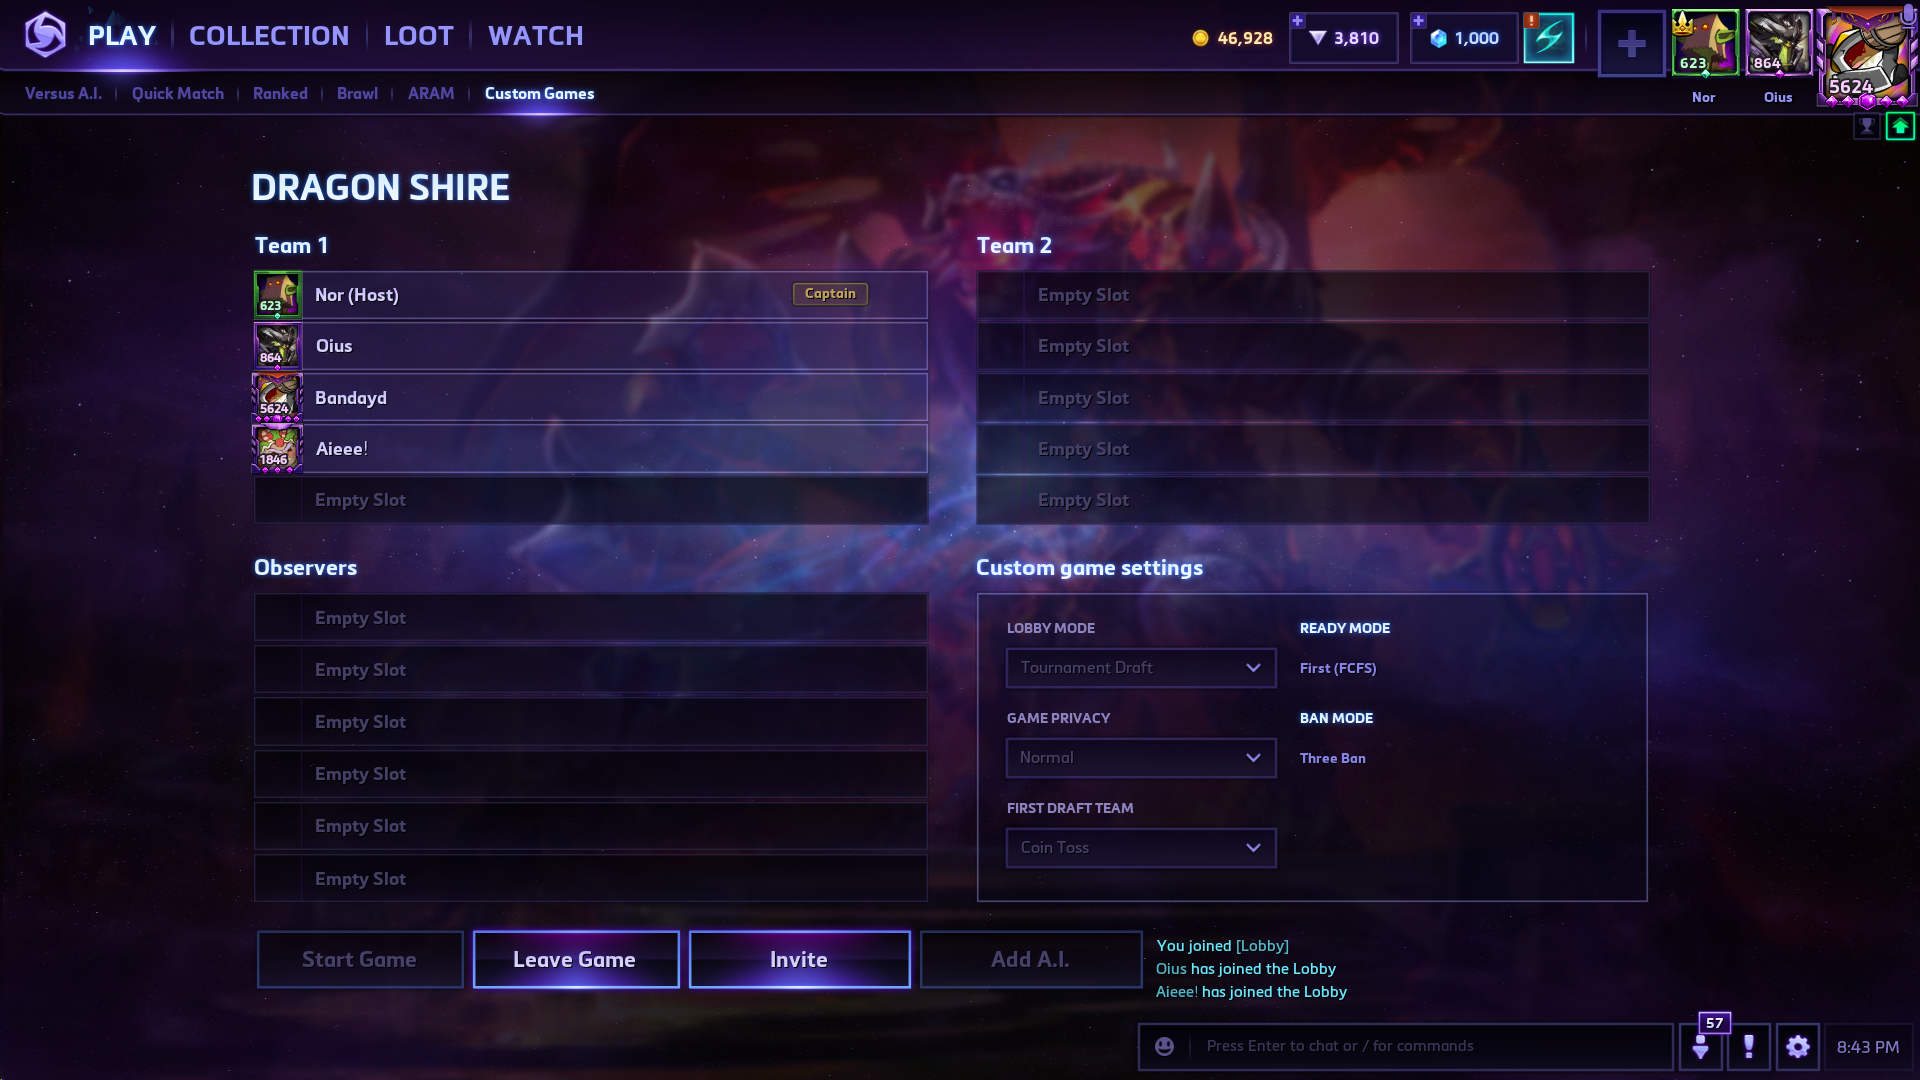 PLAY
COLLECTION
LOOT
WATCH
46,928
3,810
1,000
623
864
5624
Nor
Oius
Versus A.I.
Quick Match
Ranked
Brawl
ARAM
Custom Games
DRAGON SHIRE
Team 1
623
Nor (Host)
Captain
864
Oius
5624
Bandayd
1846
Aieee!
Empty Slot
Team 2
Empty Slot
Empty Slot
Empty Slot
Empty Slot
Empty Slot
Observers
Empty Slot
Empty Slot
Empty Slot
Empty Slot
Empty Slot
Empty Slot
Custom game settings
LOBBY MODE
Tournament Draft
READY MODE
First (FCFS)
GAME PRIVACY
Normal
BAN MODE
Three Ban
FIRST DRAFT TEAM
Coin Toss
Start Game
Leave Game
Invite
Add A.I.
You joined [Lobby]
Oius has joined the Lobby
Aieee! has joined the Lobby
Press Enter to chat or / for commands
57
8:43 PM